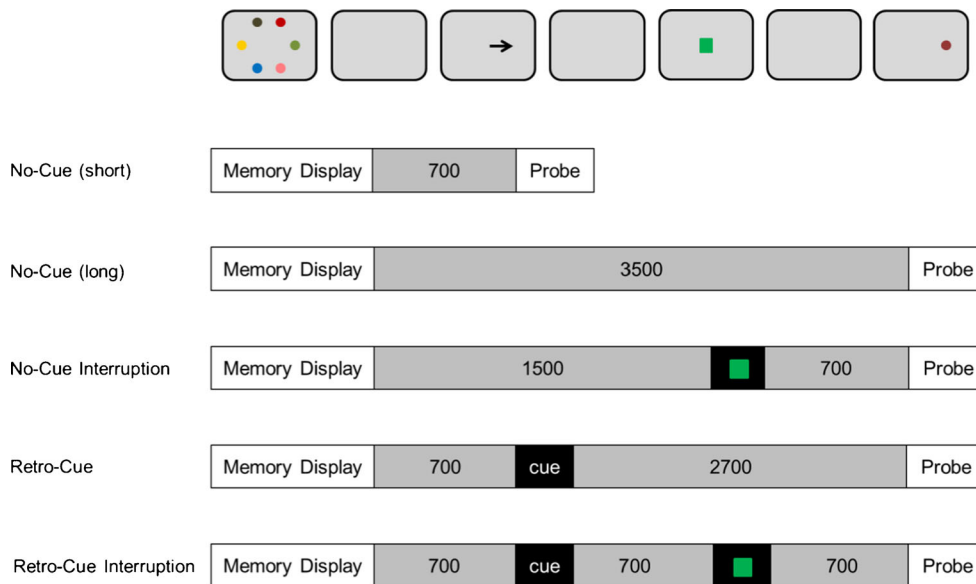 No-Cue (short) Memory Display 700 Probe
No-Cue (long) Memory Display 3500 Probe
No-Cue Interruption Memory Display 1500 700 Probe
Retro-Cue Memory Display 700 cue 2700 Probe
Retro-Cue Interruption Memory Display 700 cue 700 700 Probe